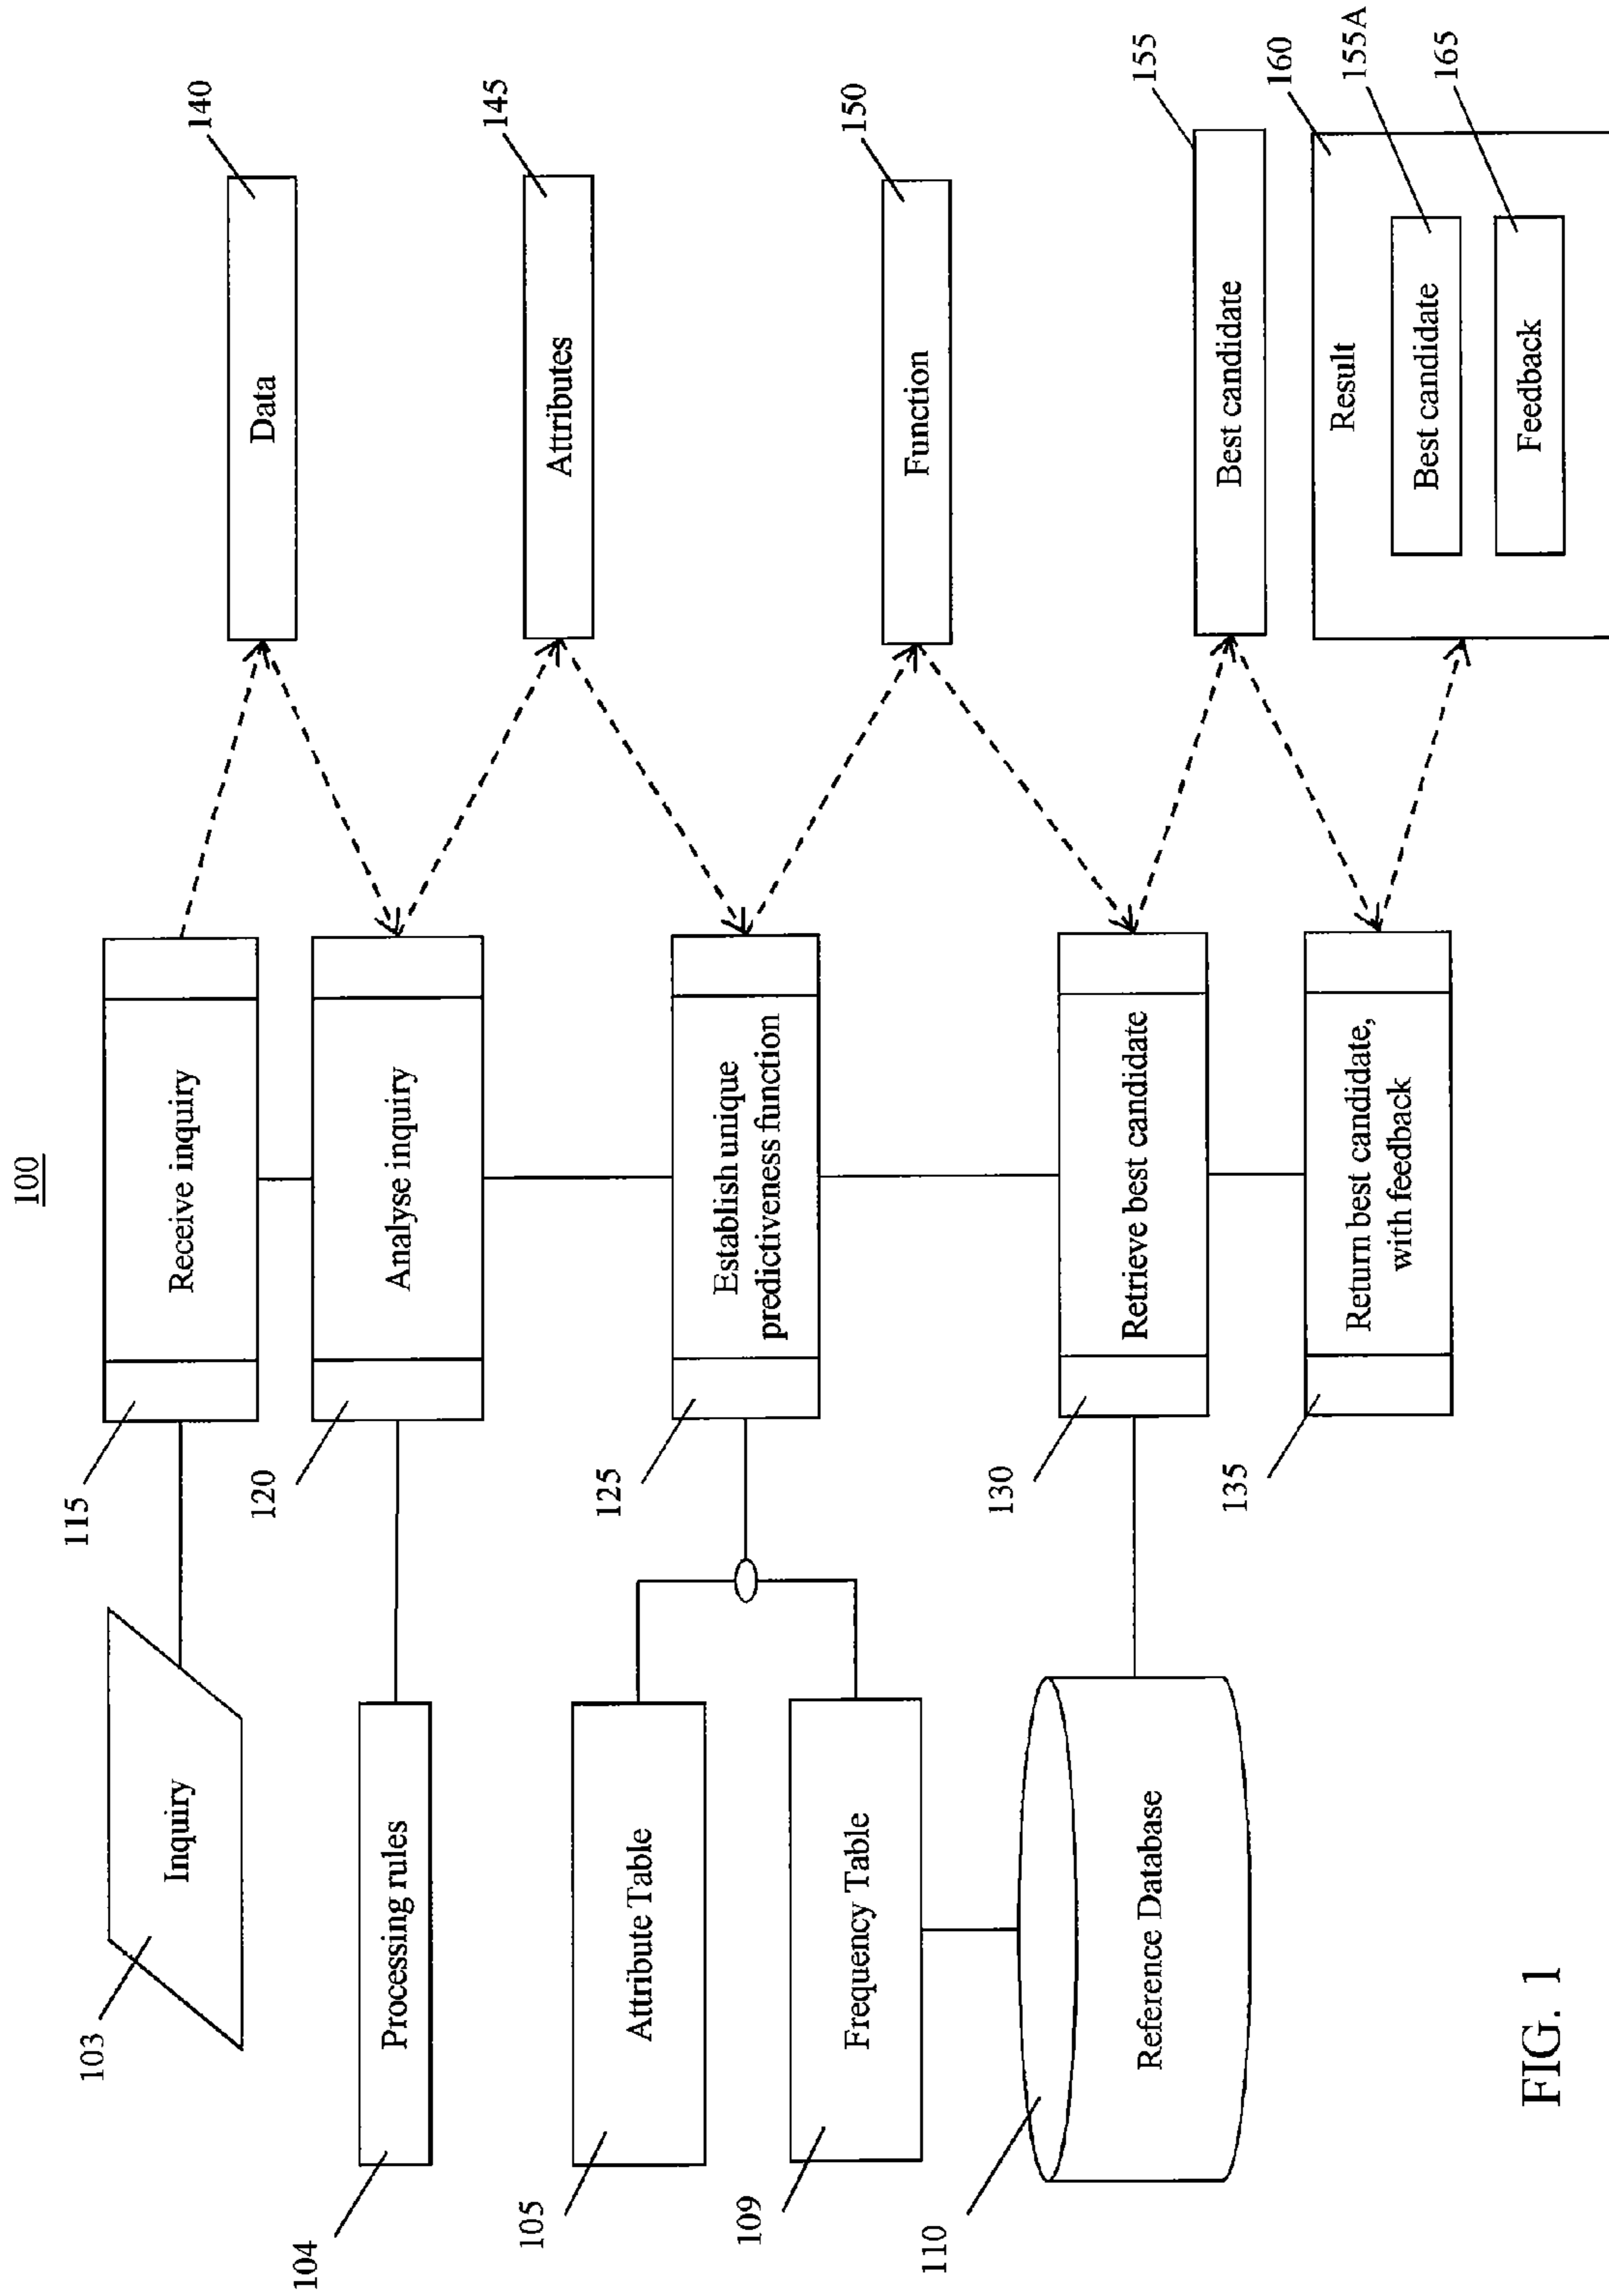 100
103
Inquiry
115
Receive inquiry
140
Data
104
Processing rules
120
Analyse inquiry
145
Attributes
105
Attribute Table
109
Frequency Table
125
Establish unique
predictiveness function
150
Function
110
Reference Database
130
Retrieve best candidate
155
Best candidate
135
Return best candidate,
with feedback
160
Result
155A
Best candidate
165
Feedback
FIG. 1